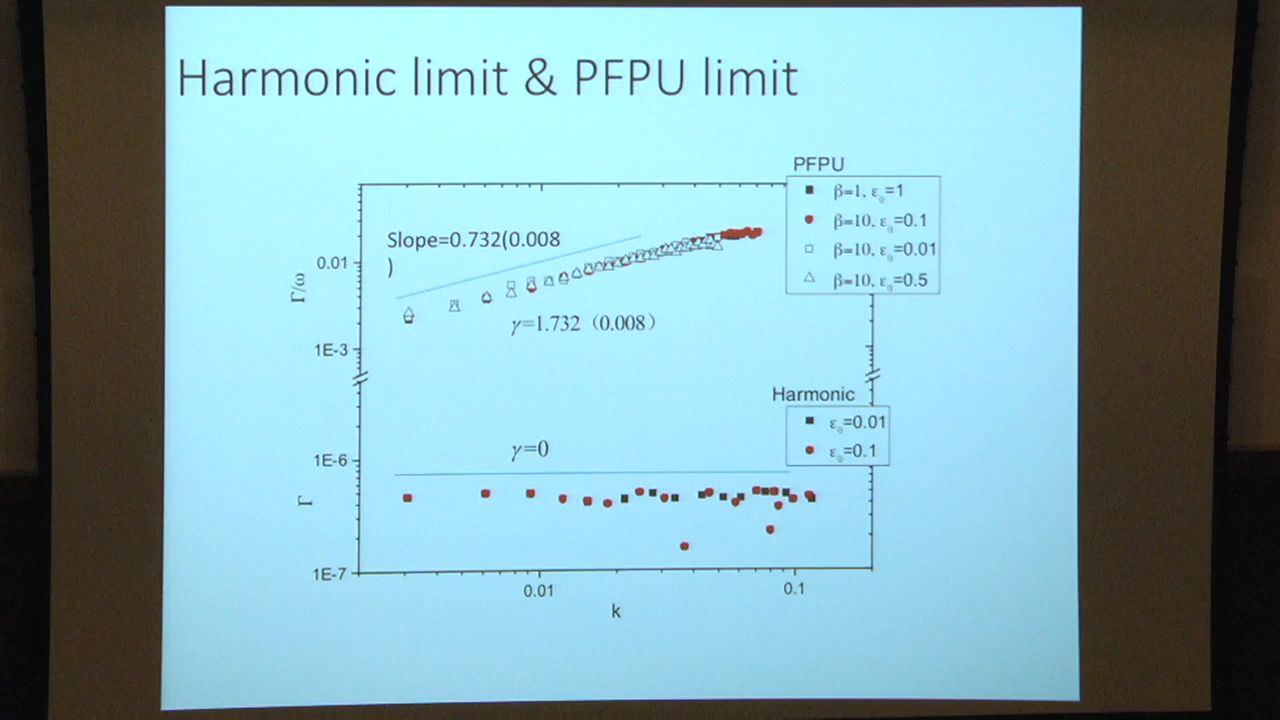 Harmonic limit & PFPU limit
PFPU
β=1, ε₀=1
β=10, ε₀=0.1
β=10, ε₀=0.01
β=10, ε₀=0.5
Slope=0.732(0.008
)
0.01
Γ/ω
γ=1.732（0.008）
1E-3
Harmonic
ε₀=0.01
ε₀=0.1
γ=0
1E-6
Γ
1E-7
0.01
0.1
k